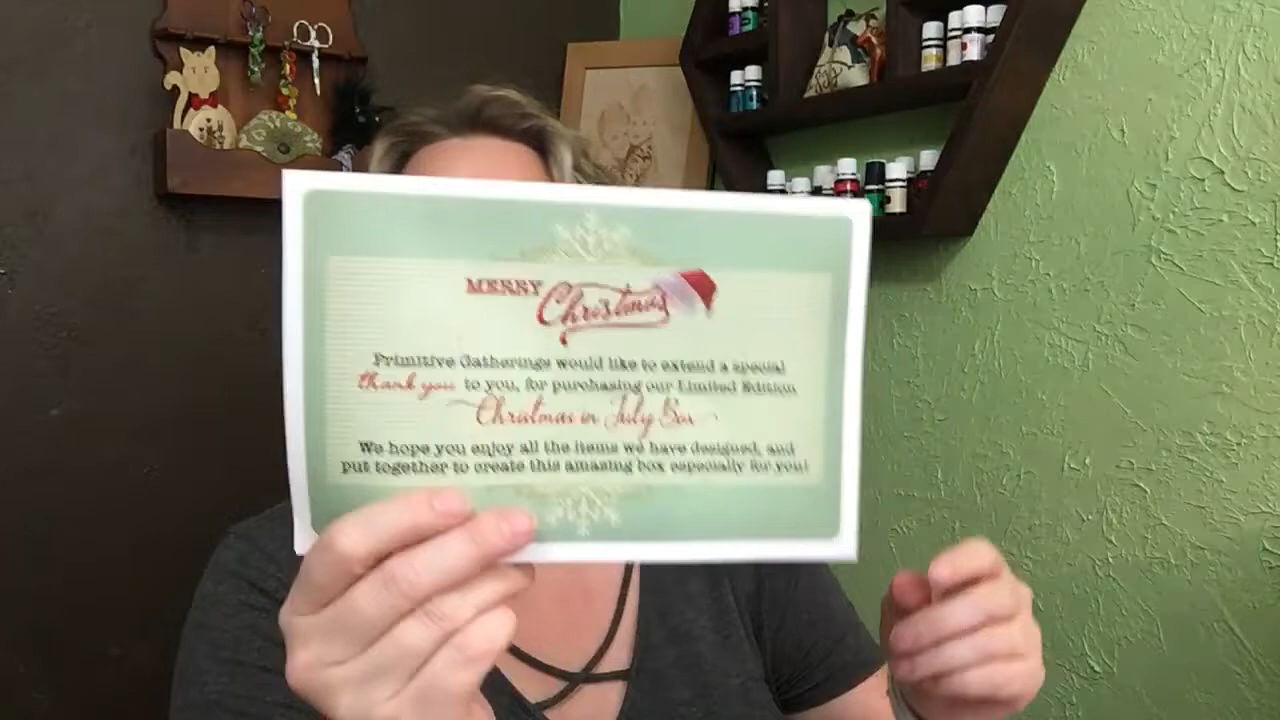 MERRY Christmas
Primitive Gatherings would like to extend a special
thank you to you, for purchasing our Limited Edition
Christmas in July Box
We hope you enjoy all the items we have designed, and
put together to create this amazing box especially for you!